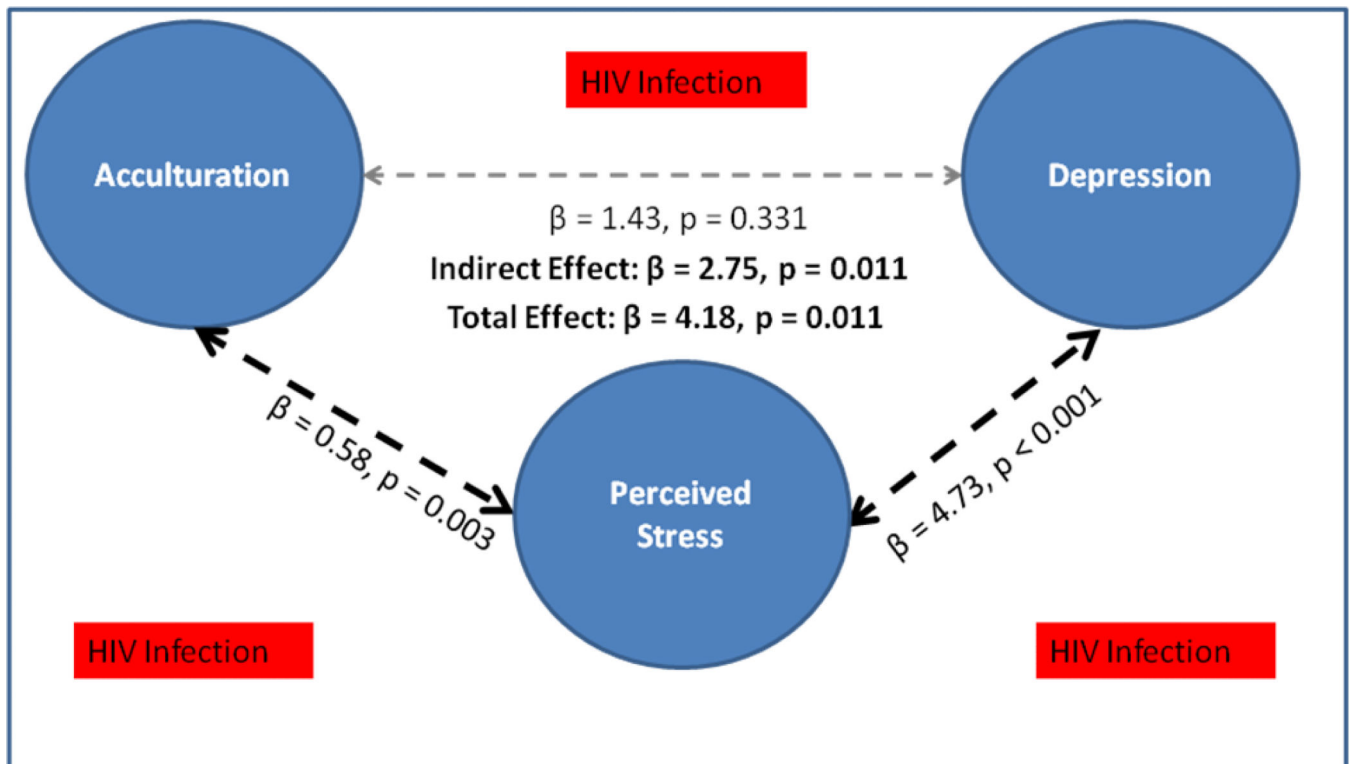 HIV Infection
Acculturation
Depression
β = 1.43, p = 0.331
Indirect Effect: β = 2.75, p = 0.011
Total Effect: β = 4.18, p = 0.011
β = 0.58, p = 0.003
β = 4.73, p < 0.001
Perceived
Stress
HIV Infection
HIV Infection